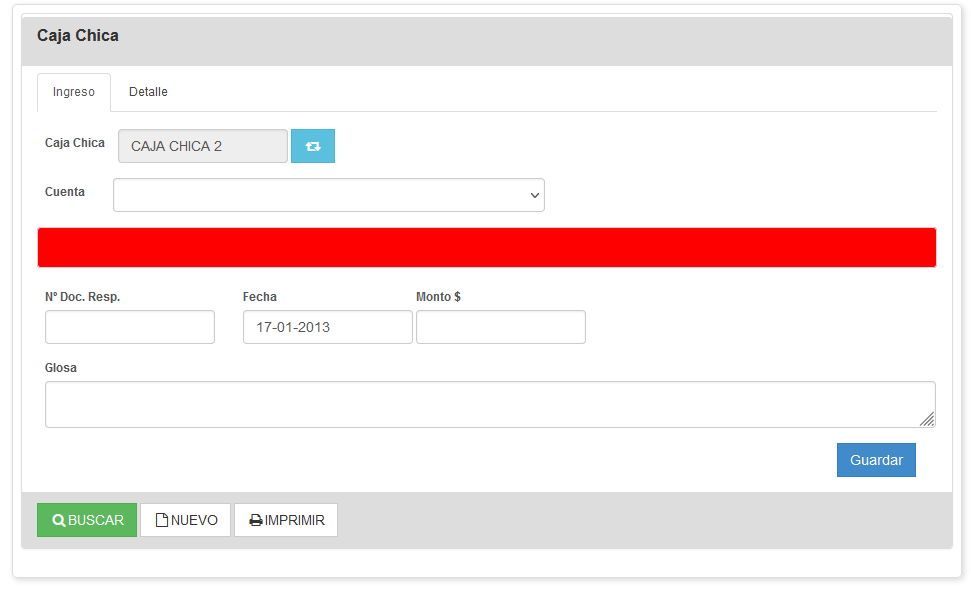 Caja Chica
Ingreso Detalle
Caja Chica CAJA CHICA 2
Cuenta
Nº Doc. Resp. Fecha Monto $
17-01-2013
Glosa
Guardar
BUSCAR NUEVO IMPRIMIR